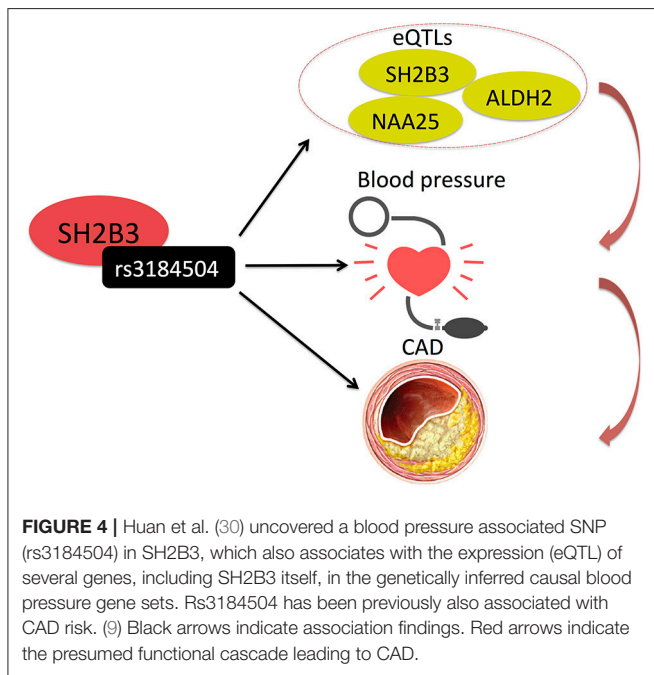 eQTLs
SH2B3
ALDH2
NAA25
Blood pressure
SH2B3
rs3184504
CAD
FIGURE 4 | Huan et al. (30) uncovered a blood pressure associated SNP
(rs3184504) in SH2B3, which also associates with the expression (eQTL) of
several genes, including SH2B3 itself, in the genetically inferred causal blood
pressure gene sets. Rs3184504 has been previously also associated with
CAD risk. (9) Black arrows indicate association findings. Red arrows indicate
the presumed functional cascade leading to CAD.